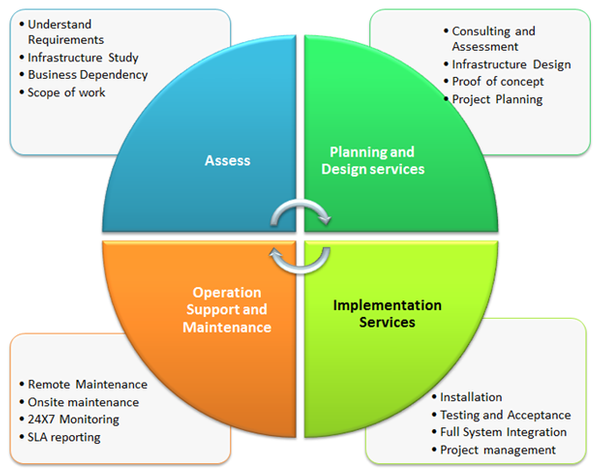 • Understand
Requirements
• Infrastructure Study
• Business Dependency
• Scope of work
• Consulting and
Assessment
• Infrastructure Design
• Proof of concept
• Project Planning
Assess
Planning and
Design services
Operation
Support and
Maintenance
Implementation
Services
• Remote Maintenance
• Onsite maintenance
• 24X7 Monitoring
• SLA reporting
• Installation
• Testing and Acceptance
• Full System Integration
• Project management